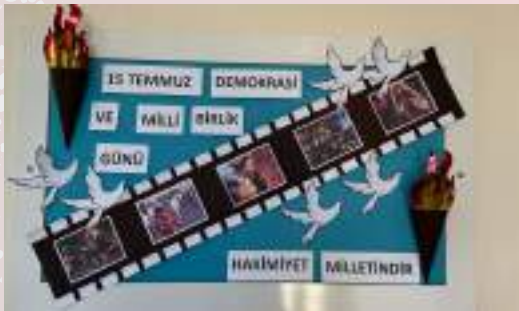 15 TEMMUZ DEMOKRASİ
VE MİLLİ BİRLİK
GÜNÜ
HAKİMİYET MİLLETİNDİR